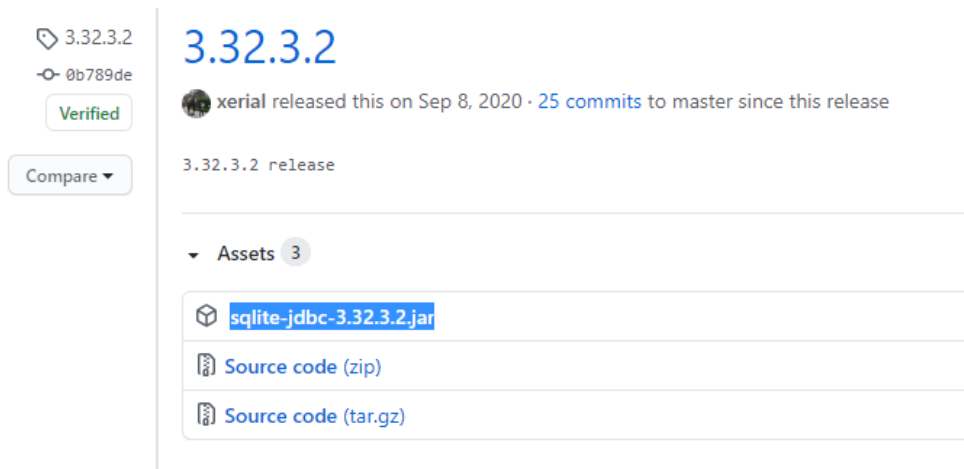 3.32.3.2
0b789de
Verified
Compare
3.32.3.2
xerial released this on Sep 8, 2020 · 25 commits to master since this release
3.32.3.2 release
Assets 3
sqlite-jdbc-3.32.3.2.jar
Source code (zip)
Source code (tar.gz)